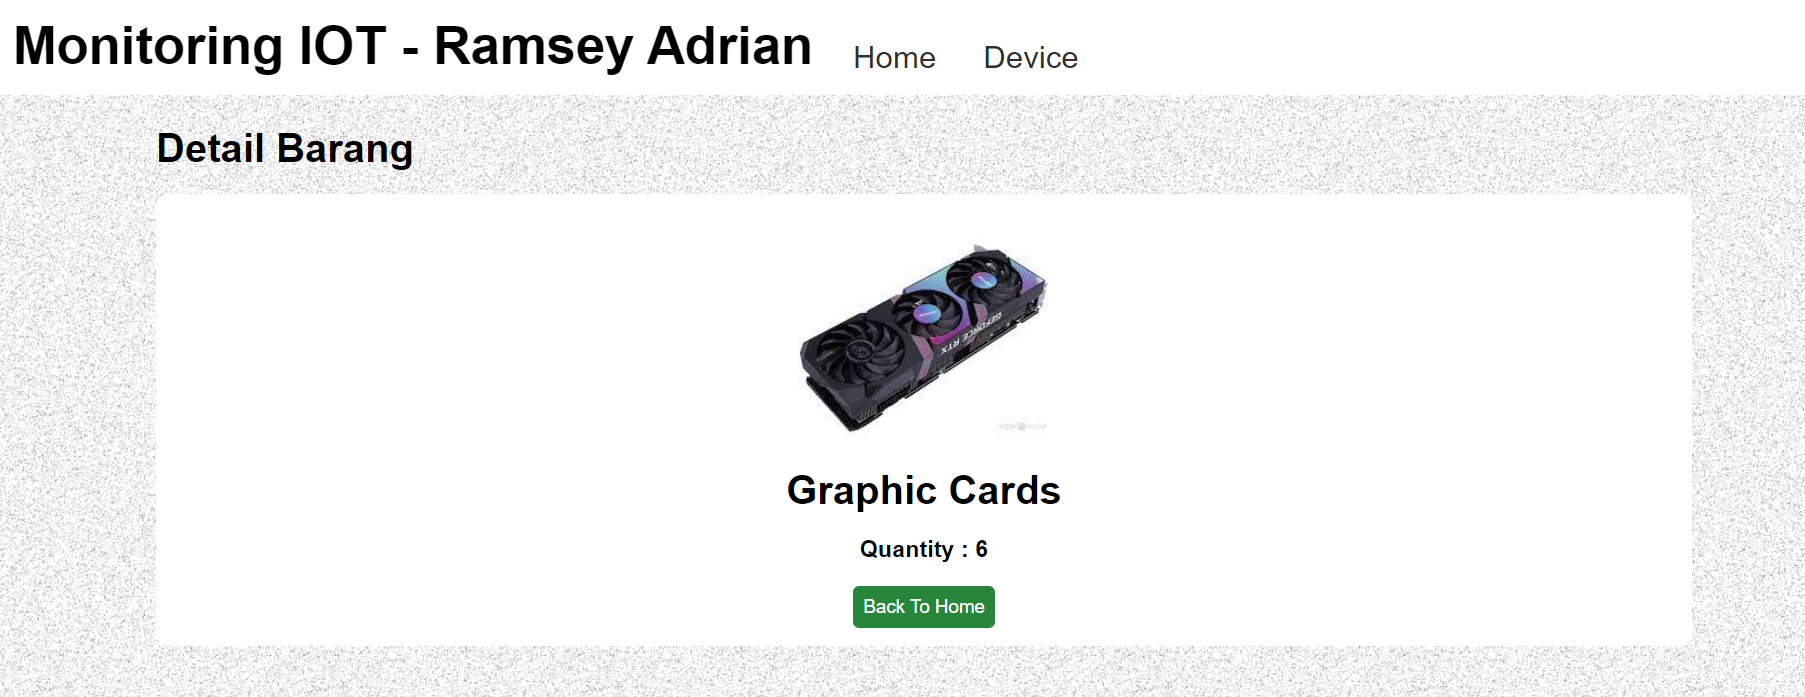 Monitoring IOT - Ramsey Adrian
Home
Device
Detail Barang
GEFORCE RTX
Graphic Cards
Quantity : 6
Back To Home